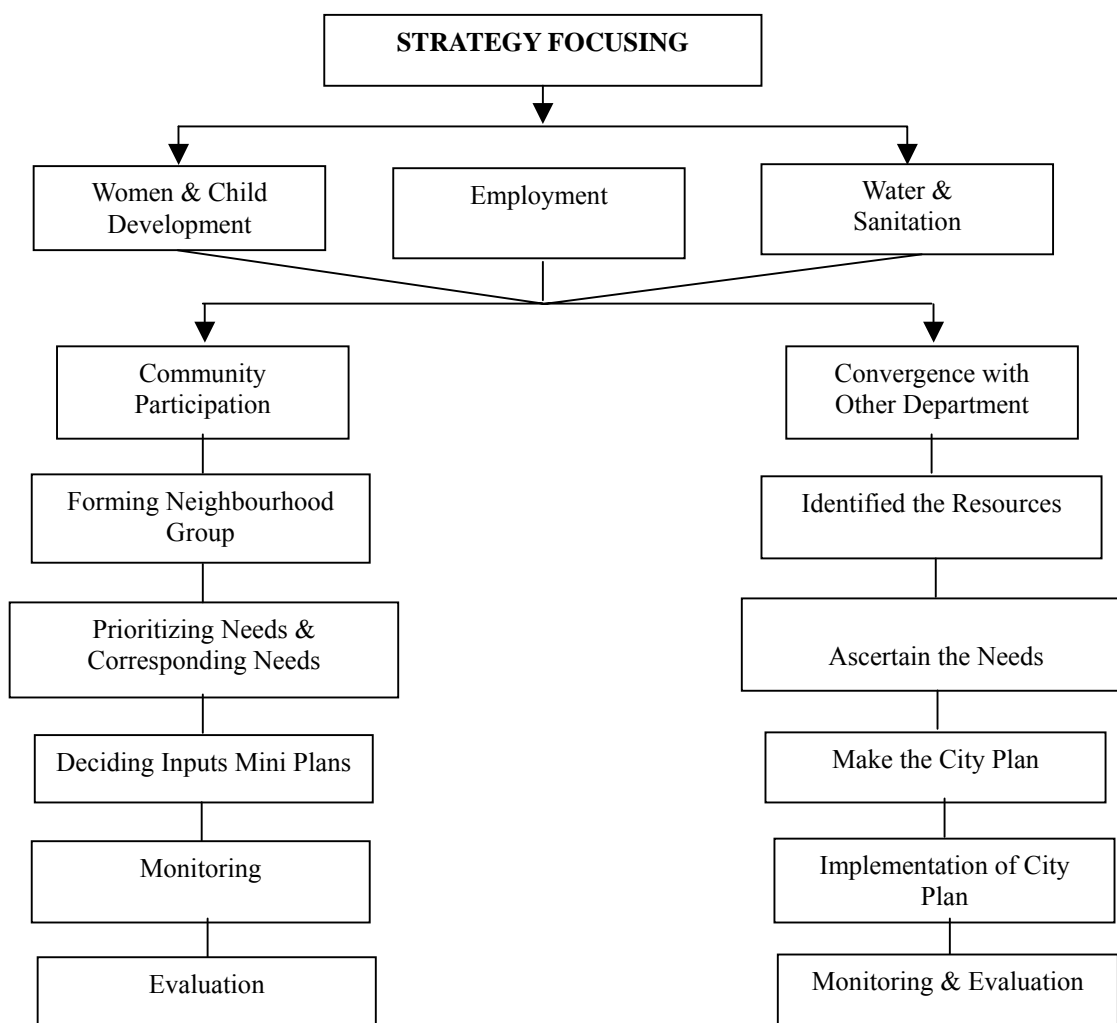 STRATEGY FOCUSING
Women & Child
Development
Employment
Water &
Sanitation
Community
Participation
Convergence with
Other Department
Forming Neighbourhood
Group
Identified the Resources
Prioritizing Needs &
Corresponding Needs
Ascertain the Needs
Deciding Inputs Mini Plans
Make the City Plan
Monitoring
Implementation of City
Plan
Evaluation
Monitoring & Evaluation